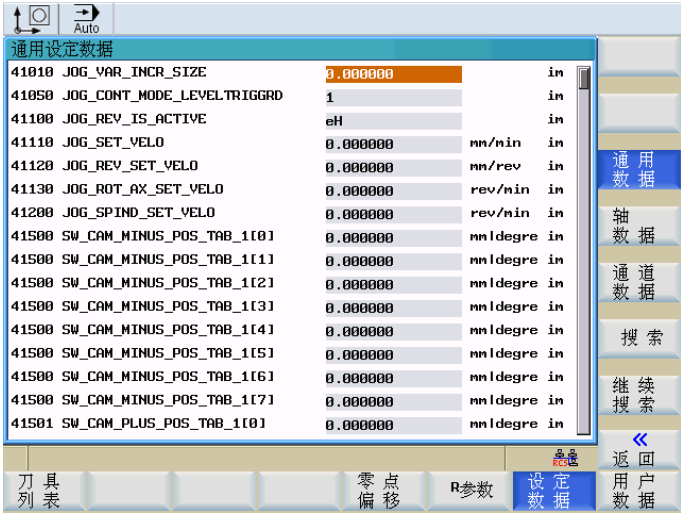 Auto
通用设定数据
41010 JOG_VAR_INCR_SIZE 0.000000 im
41050 JOG_CONT_MODE_LEVELTRIGGRD 1 im
41100 JOG_REV_IS_ACTIVE eH im
41110 JOG_SET_VELO 0.000000 mm/min im
41120 JOG_REV_SET_VELO 0.000000 mm/rev im
41130 JOG_ROT_AX_SET_VELO 0.000000 rev/min im
41200 JOG_SPIND_SET_VELO 0.000000 rev/min im
41500 SW_CAM_MINUS_POS_TAB_1[0] 0.000000 mm|degre im
41500 SW_CAM_MINUS_POS_TAB_1[1] 0.000000 mm|degre im
41500 SW_CAM_MINUS_POS_TAB_1[2] 0.000000 mm|degre im
41500 SW_CAM_MINUS_POS_TAB_1[3] 0.000000 mm|degre im
41500 SW_CAM_MINUS_POS_TAB_1[4] 0.000000 mm|degre im
41500 SW_CAM_MINUS_POS_TAB_1[5] 0.000000 mm|degre im
41500 SW_CAM_MINUS_POS_TAB_1[6] 0.000000 mm|degre im
41500 SW_CAM_MINUS_POS_TAB_1[7] 0.000000 mm|degre im
41501 SW_CAM_PLUS_POS_TAB_1[0] 0.000000 mm|degre im
通用
数据
轴
数据
通道
数据
搜索
继续
搜索
«
返回
RCS
刀具
列表
零点
偏移
R参数
设定
数据
用户
数据